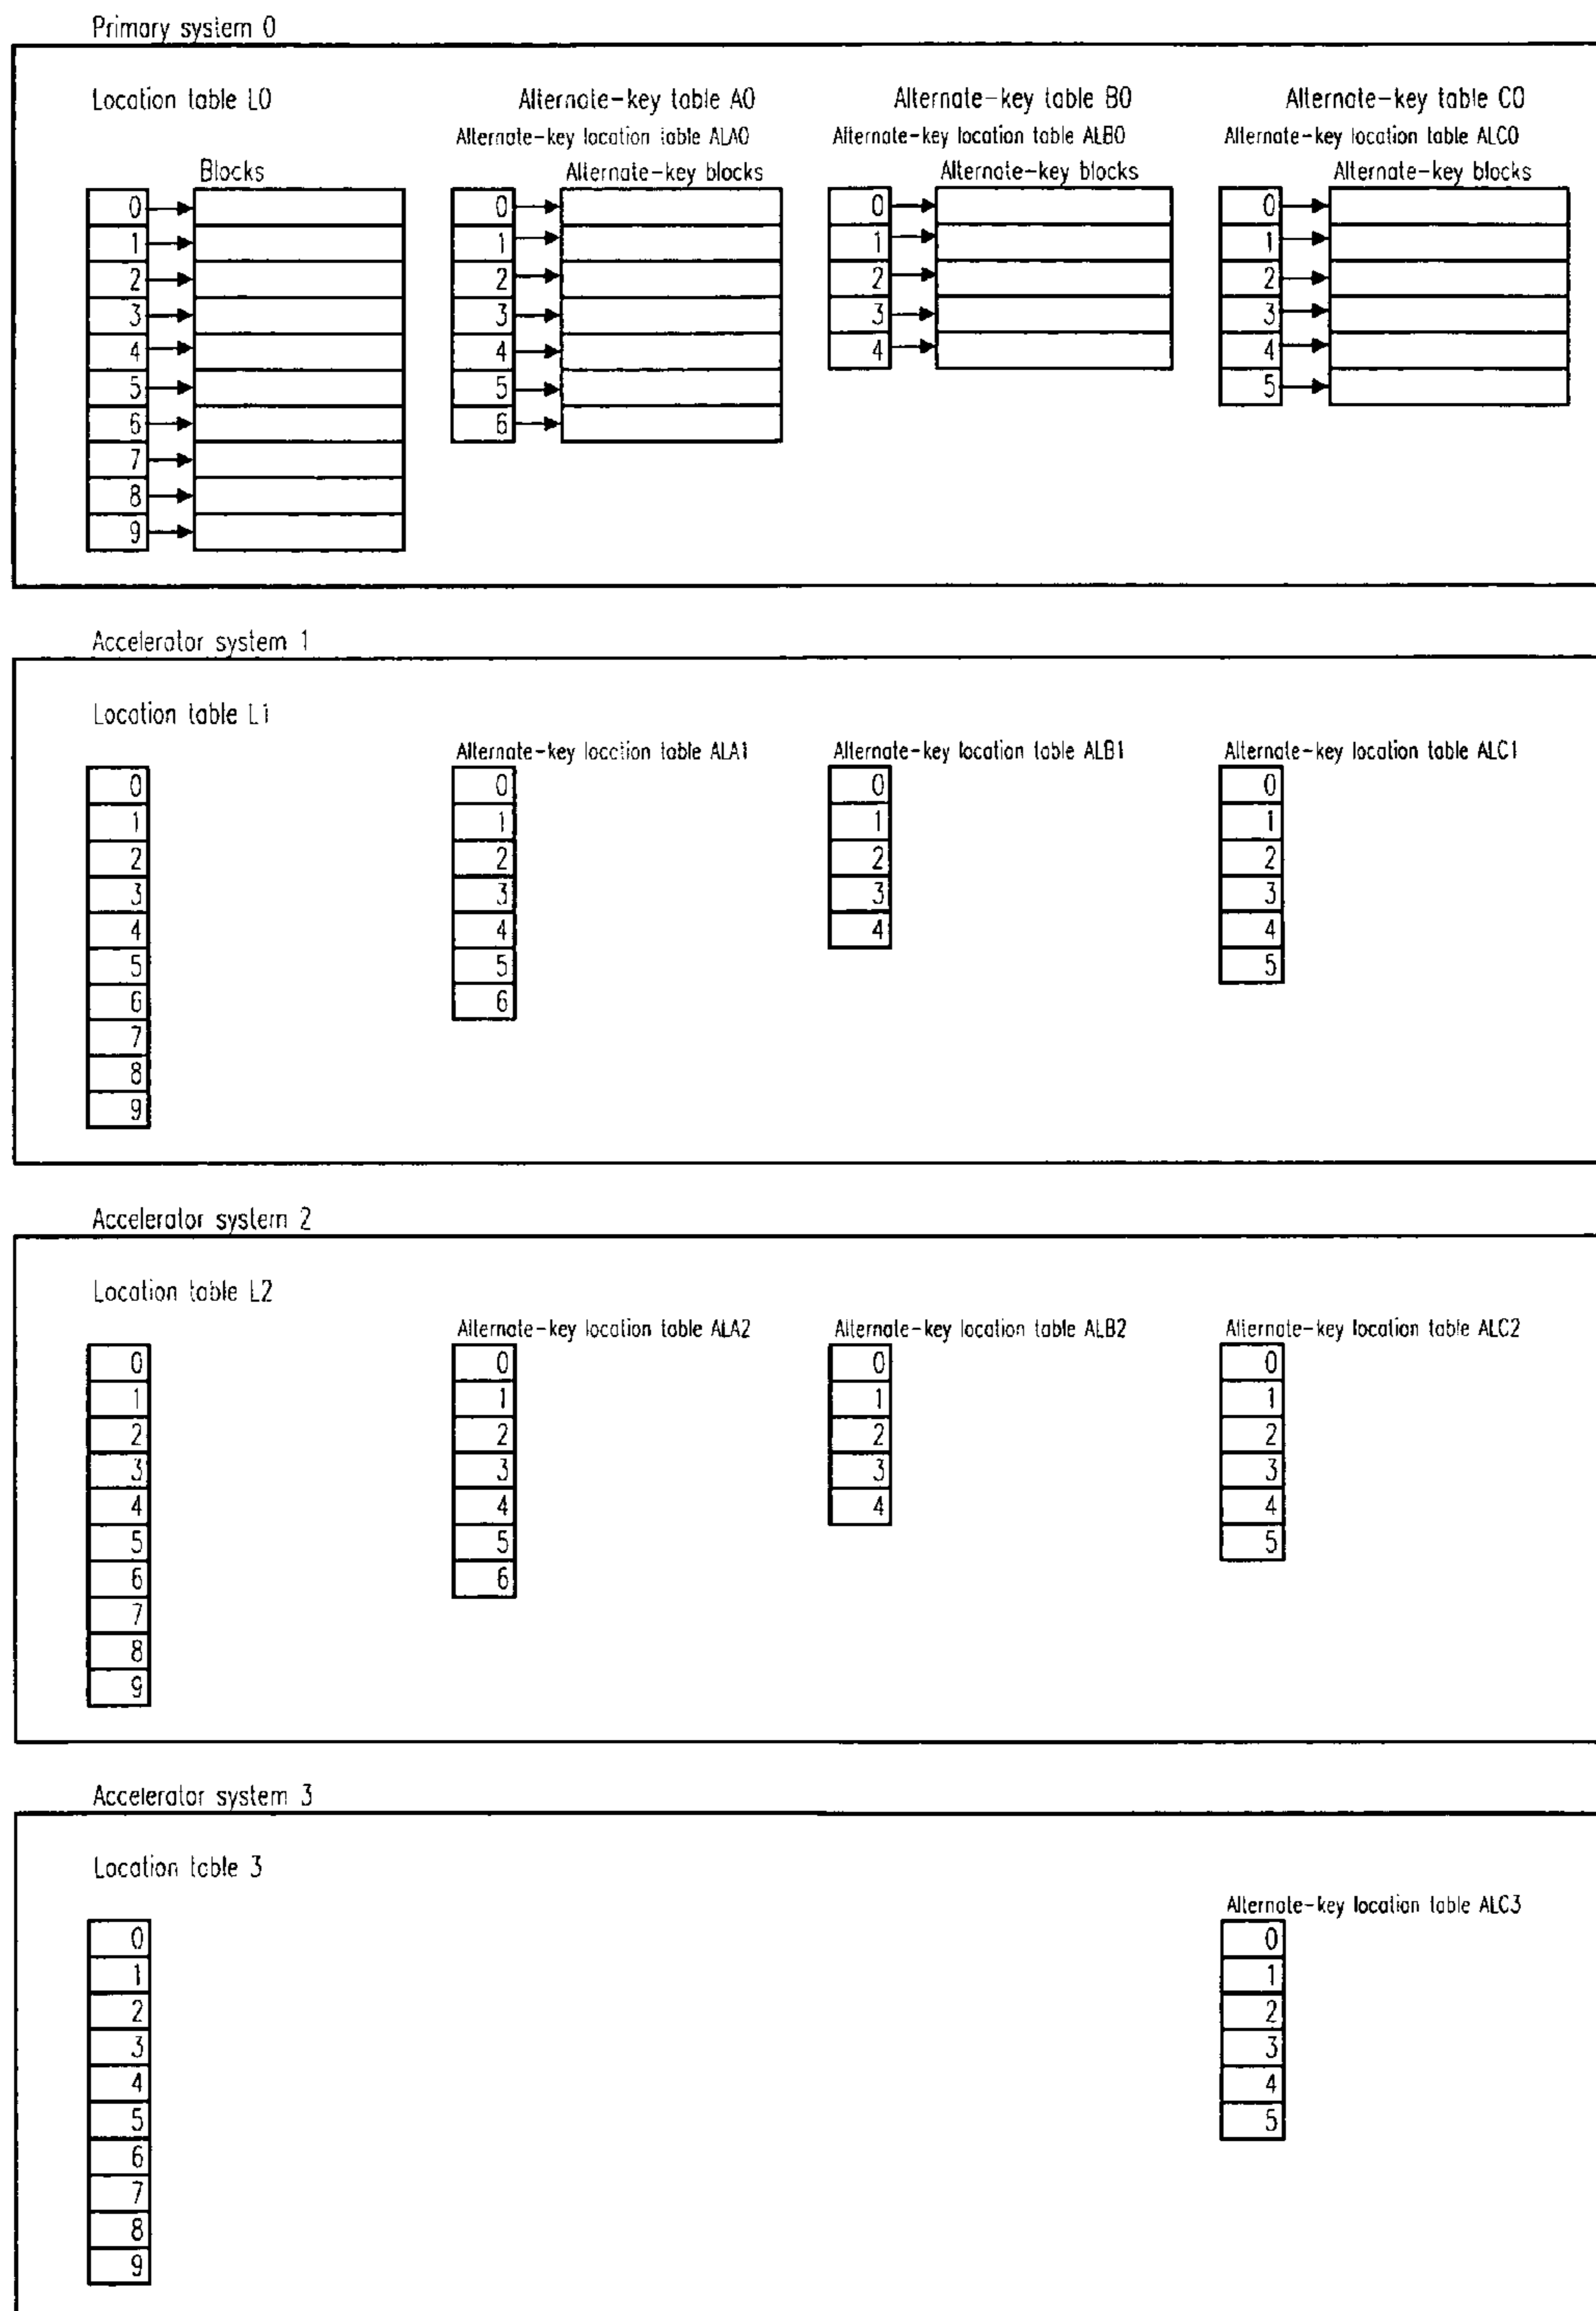 Primary system 0
Location table L0
Alternate-key table A0
Alternate-key table B0
Alternate-key table C0
Alternate-key location table ALA0
Alternate-key location table ALB0
Alternate-key location table ALC0
Blocks
Alternate-key blocks
Alternate-key blocks
Alternate-key blocks
0 0 0 0
1 1 1 1
2 2 2 2
3 3 3 3
4 4 4 4
5 5 5
6 6
7
8
9
Accelerator system 1
Location table L1
Alternate-key location table ALA1
Alternate-key location table ALB1
Alternate-key location table ALC1
0 0 0 0
1 1 1 1
2 2 2 2
3 3 3 3
4 4 4 4
5 5 5
6 6
7
8
9
Accelerator system 2
Location table L2
Alternate-key location table ALA2
Alternate-key location table ALB2
Alternate-key location table ALC2
0 0 0 0
1 1 1 1
2 2 2 2
3 3 3 3
4 4 4 4
5 5 5
6 6
7
8
9
Accelerator system 3
Location table 3
Alternate-key location table ALC3
0 0
1 1
2 2
3 3
4 4
5 5
6
7
8
9